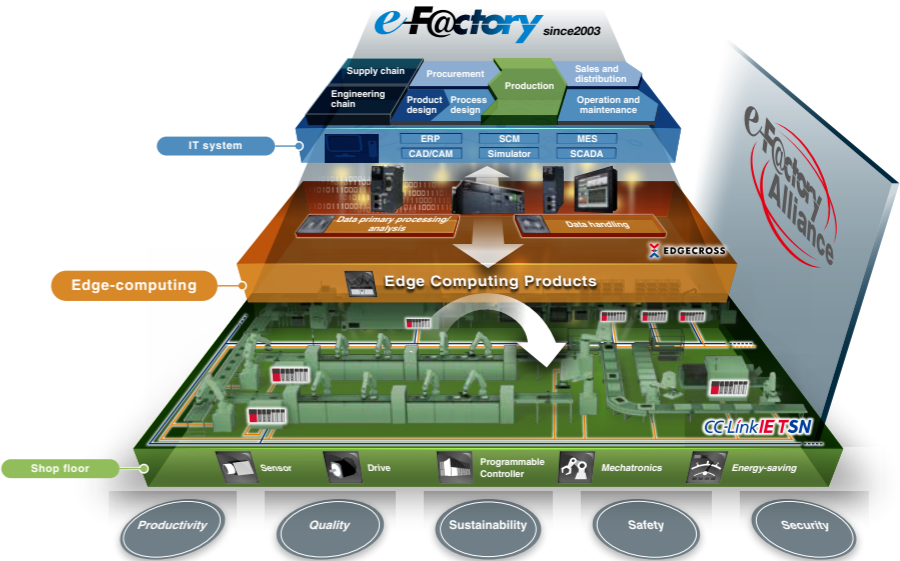 e-F@ctory since2003
Supply chain
Procurement
Production
Sales and
distribution
Engineering
chain
Product
design
Process
design
Operation and
maintenance
IT system
ERP
SCM
MES
CAD/CAM
Simulator
SCADA
e-F@ctory
Alliance
Data primary processing/
analysis
Data handling
EDGECROSS
Edge-computing
Edge Computing Products
CC-Link IE TSN
Shop floor
Sensor
Drive
Programmable
Controller
Mechatronics
Energy-saving
Productivity
Quality
Sustainability
Safety
Security